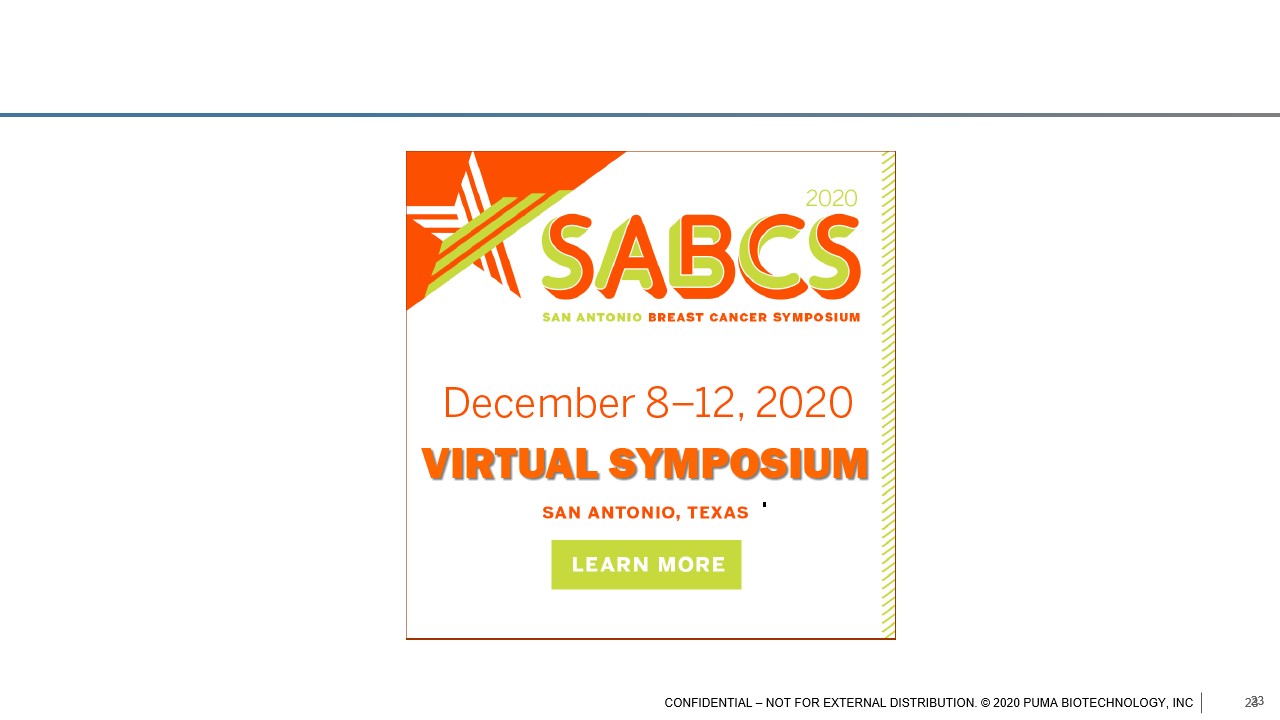 2020
SABCS
SAN ANTONIO BREAST CANCER SYMPOSIUM
December 8–12, 2020
VIRTUAL SYMPOSIUM
SAN ANTONIO, TEXAS
LEARN MORE
CONFIDENTIAL – NOT FOR EXTERNAL DISTRIBUTION. © 2020 PUMA BIOTECHNOLOGY, INC